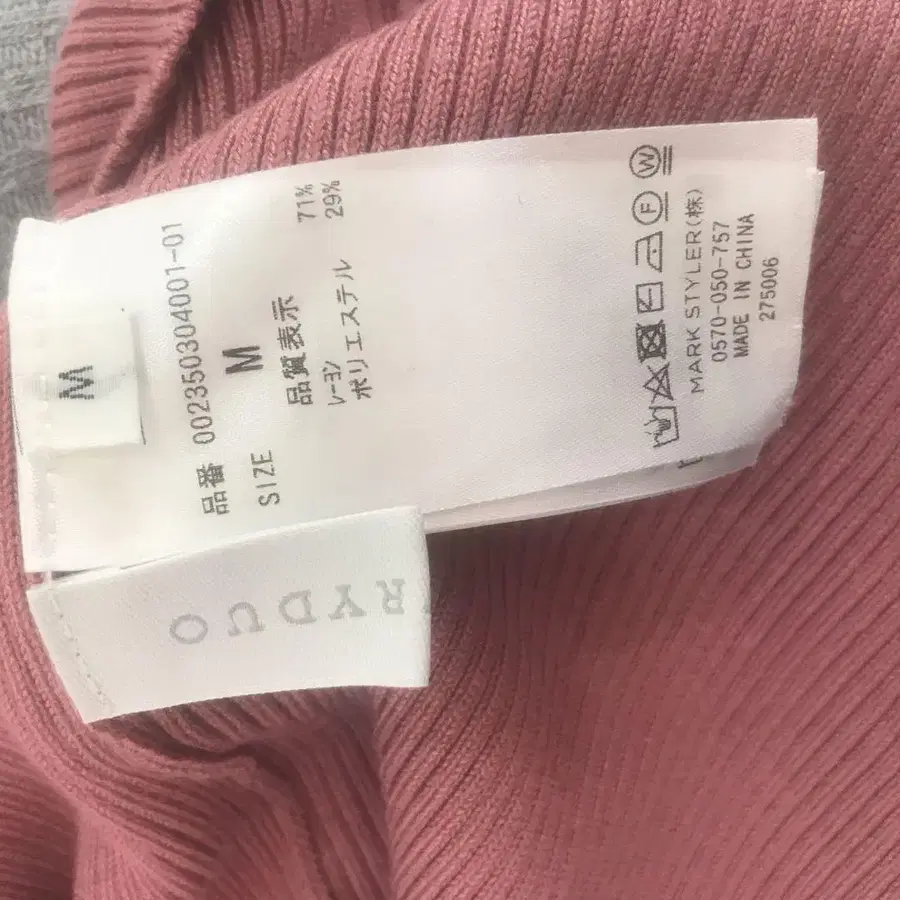 M
品番 002350304001-01
SIZE M
品質表示
レーヨン 71%
ポリエステル 29%
W
F
MARK STYLER(株)
0570-050-757
MADE IN CHINA
275006
RYDUO